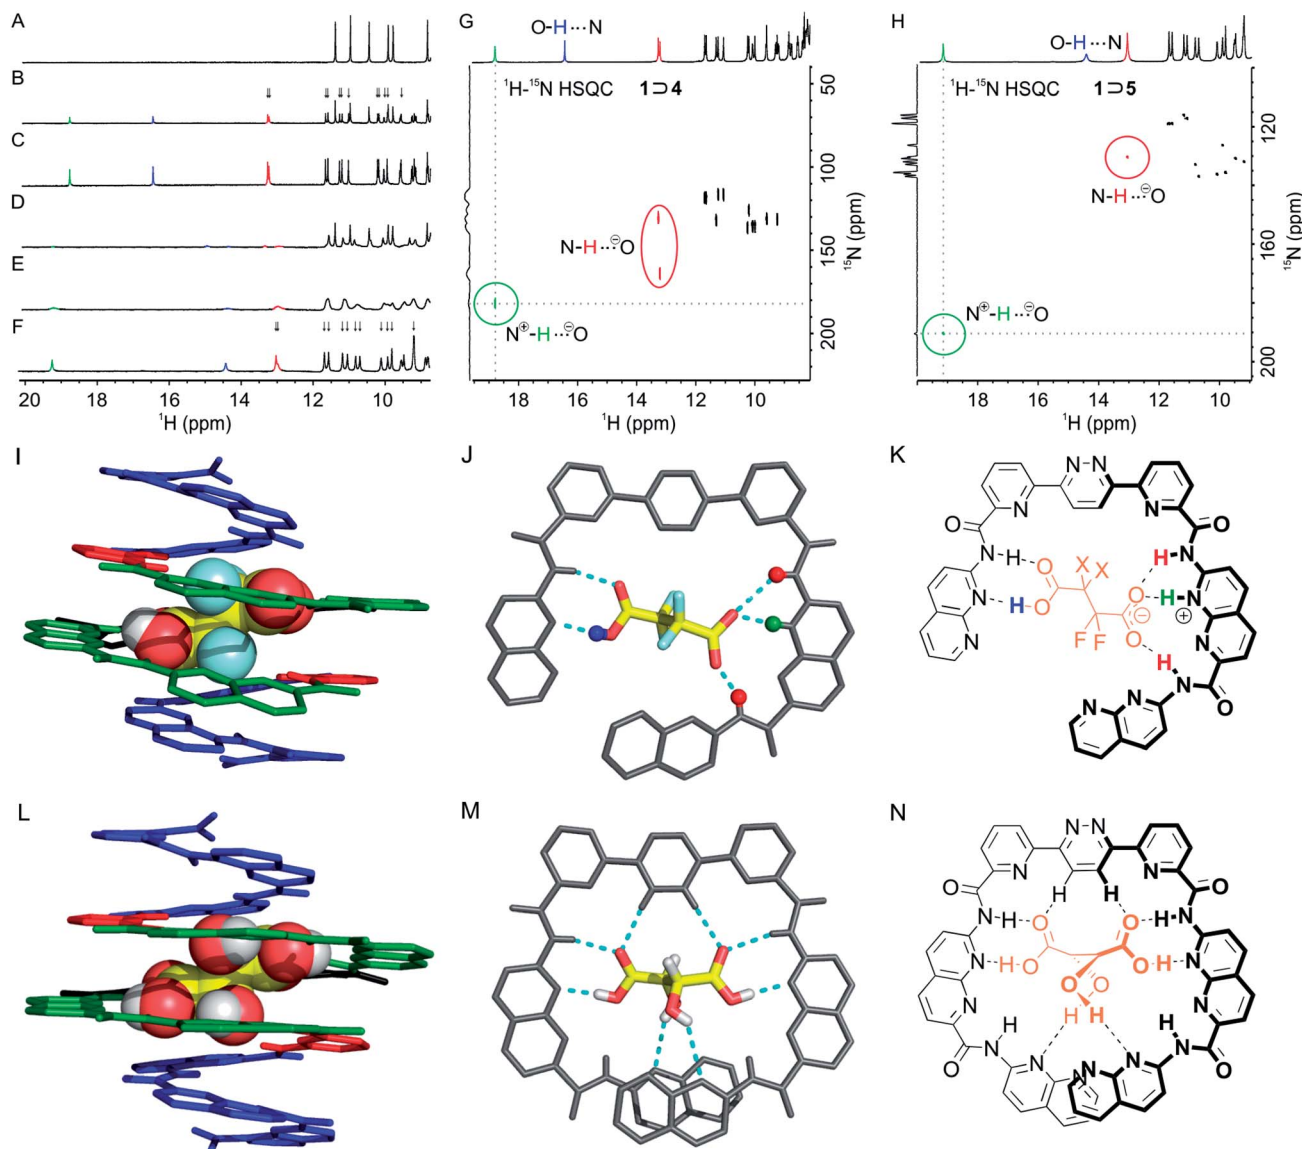 A
B
C
D
E
F
20 18 16 14 12 10
¹H (ppm)
G
O-H···N
¹H-¹⁵N HSQC 1⊃4
N-H···⊖O
N⊕-H···⊖O
50
100
150
200
¹⁵N (ppm)
18 16 14 12 10
¹H (ppm)
H
O-H···N
¹H-¹⁵N HSQC 1⊃5
N-H···⊖O
N⊕-H···⊖O
120
160
200
¹⁵N (ppm)
18 16 14 12 10
¹H (ppm)
I
J
K
N-N
N N
O O
N-H O X X H-N
N H-O O H-N
⊕
N O ⊖ N
F F
H
N N N O
L
M
N
N-N
N N
O H H O
N-H O O H-N
N H-O O-H N
N O O N
H H H H
O N N O
N N N N